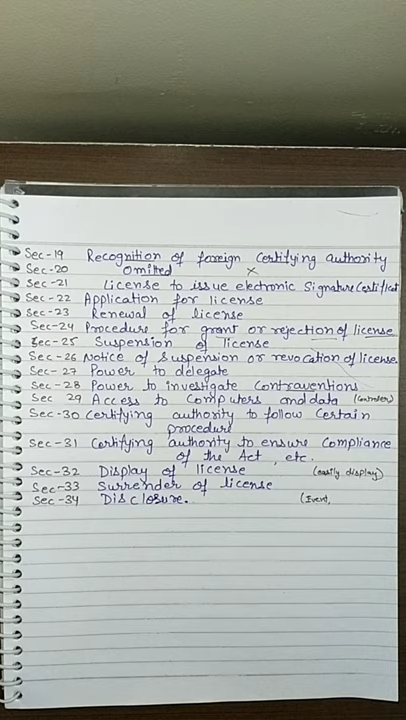 Sec-19 Recognition of foreign Certifying authority
Sec-20 Omitted ×
Sec-21 License to issue electronic Signature Certificat
Sec-22 Application for license
Sec-23 Renewal of license
Sec-24 Procedure for grant or rejection of license
Sec-25 Suspension of license
Sec-26 Notice of Suspension or revocation of license.
Sec-27 Power to delegate
Sec-28 Power to investigate Contraventions
Sec 29 Access to Computers and data (Controller)
Sec-30 Certifying authority to follow Certain
procedure
Sec-31 Certifying authority to ensure Compliance
of the Act, etc.
Sec-32 Display of license (easily display)
Sec-33 Surrender of license
Sec-34 Disclosure. (Event,